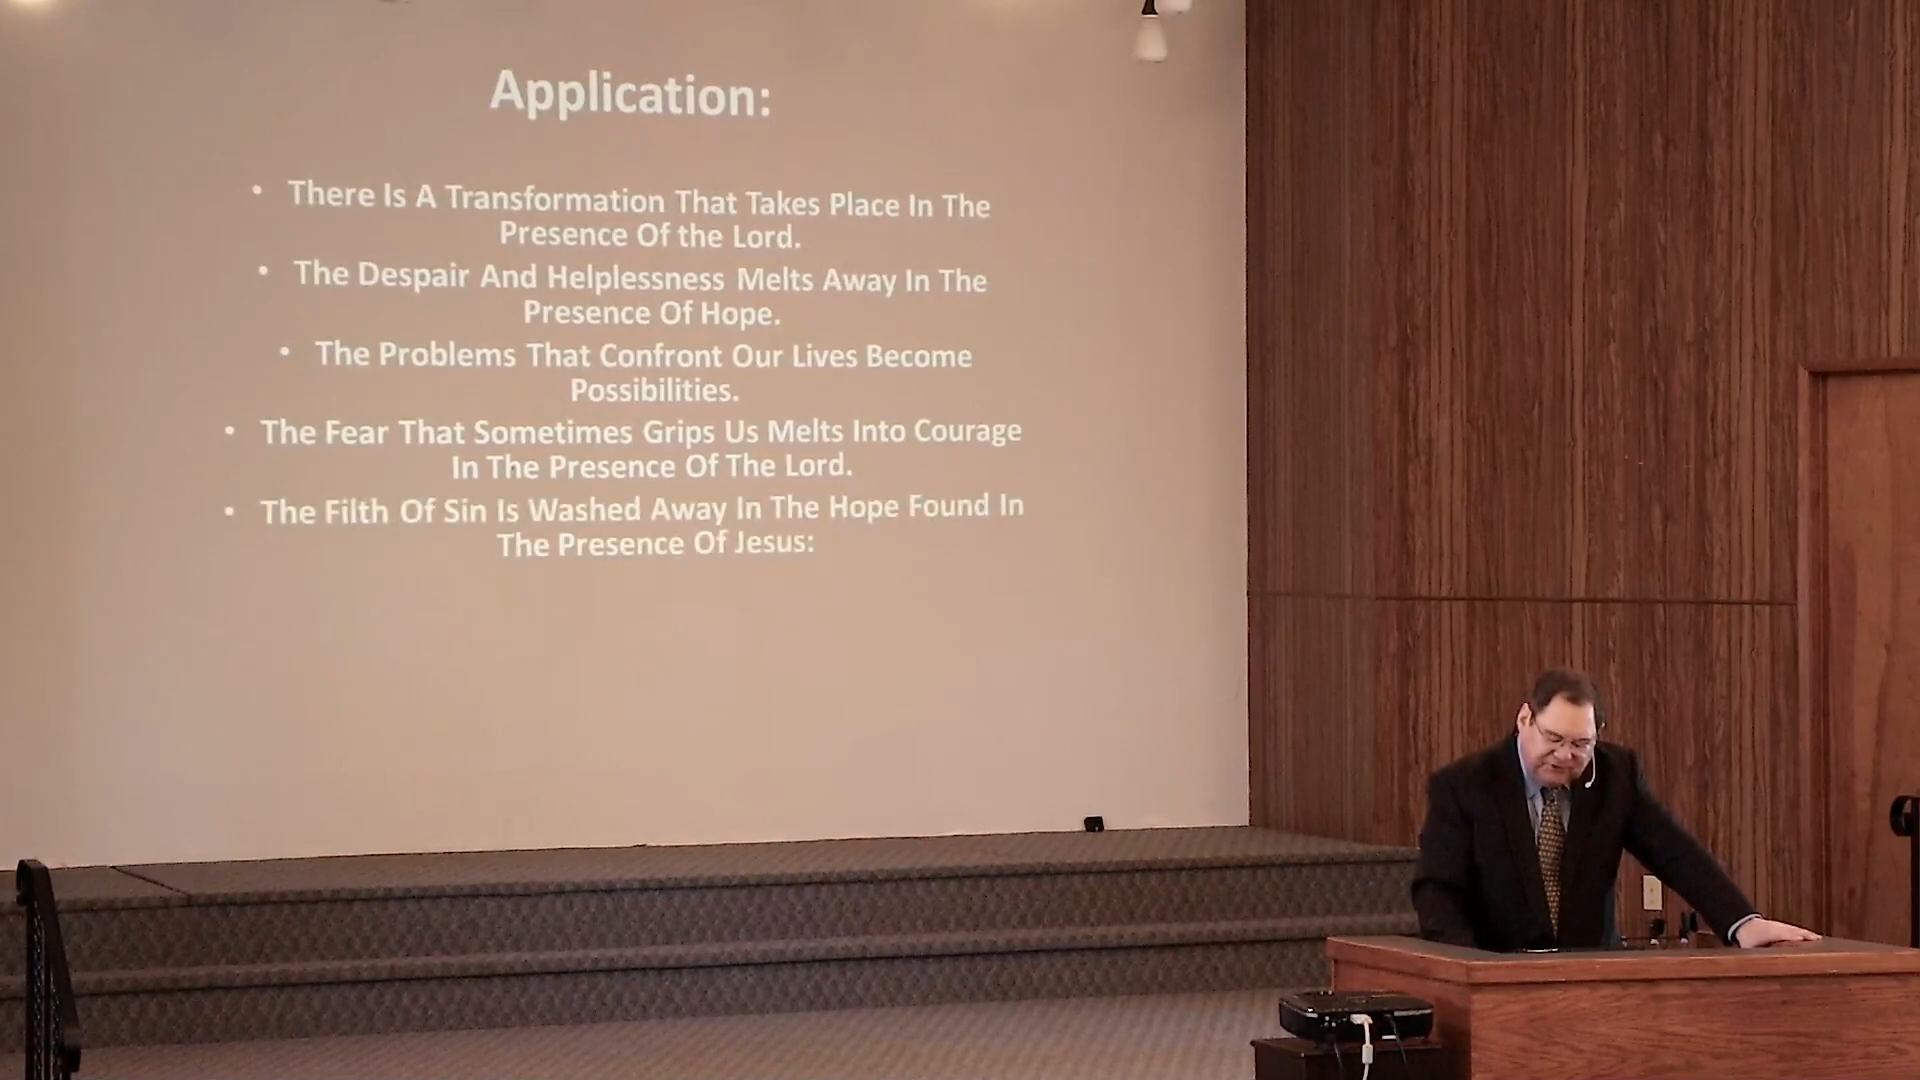 Application:
• There Is A Transformation That Takes Place In The
Presence Of the Lord.
• The Despair And Helplessness Melts Away In The
Presence Of Hope.
• The Problems That Confront Our Lives Become
Possibilities.
• The Fear That Sometimes Grips Us Melts Into Courage
In The Presence Of The Lord.
• The Filth Of Sin Is Washed Away In The Hope Found In
The Presence Of Jesus: